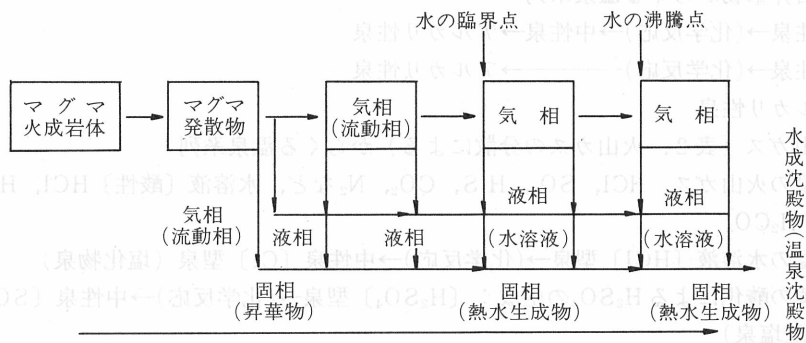 水の臨界点
水の沸騰点
マグマ
火成岩体
マグマ
発散物
気相
(流動相)
気 相
気 相
液相
液相
気相
(流動相)
液相
液相
(水溶液)
(水溶液)
固相
(昇華物)
固相
(熱水生成物)
固相
(熱水生成物)
水成沈殿物(温泉沈殿物)